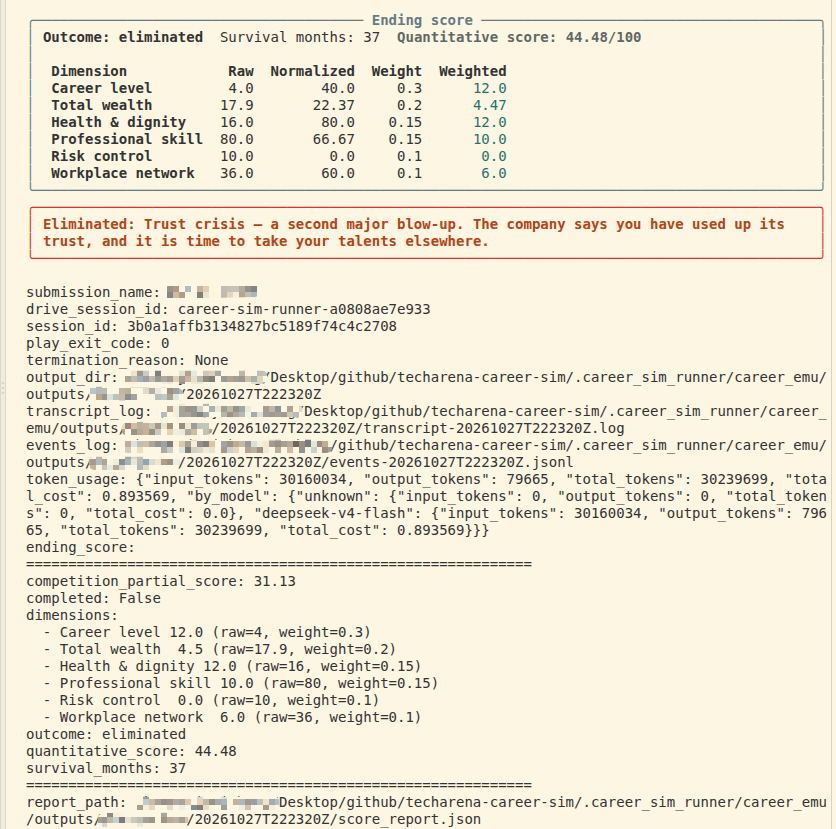 Ending score
Outcome: eliminated  Survival months: 37  Quantitative score: 44.48/100
Dimension  Raw  Normalized  Weight  Weighted
Career level  4.0  40.0  0.3  12.0
Total wealth  17.9  22.37  0.2  4.47
Health & dignity  16.0  80.0  0.15  12.0
Professional skill  80.0  66.67  0.15  10.0
Risk control  10.0  0.0  0.1  0.0
Workplace network  36.0  60.0  0.1  6.0
Eliminated: Trust crisis — a second major blow-up. The company says you have used up its
trust, and it is time to take your talents elsewhere.
submission_name:
drive_session_id: career-sim-runner-a0808ae7e933
session_id: 3b0a1affb3134827bc5189f74c4c2708
play_exit_code: 0
termination_reason: None
output_dir: /Desktop/github/techarena-career-sim/.career_sim_runner/career_emu/
outputs/ /20261027T222320Z
transcript_log: /Desktop/github/techarena-career-sim/.career_sim_runner/career_
emu/outputs/ /20261027T222320Z/transcript-20261027T222320Z.log
events_log: /github/techarena-career-sim/.career_sim_runner/career_emu/
outputs/ /20261027T222320Z/events-20261027T222320Z.jsonl
token_usage: {"input_tokens": 30160034, "output_tokens": 79665, "total_tokens": 30239699, "tota
l_cost": 0.893569, "by_model": {"unknown": {"input_tokens": 0, "output_tokens": 0, "total_token
s": 0, "total_cost": 0.0}, "deepseek-v4-flash": {"input_tokens": 30160034, "output_tokens": 796
65, "total_tokens": 30239699, "total_cost": 0.893569}}}
ending_score:
============================================================
competition_partial_score: 31.13
completed: False
dimensions:
- Career level 12.0 (raw=4, weight=0.3)
- Total wealth  4.5 (raw=17.9, weight=0.2)
- Health & dignity 12.0 (raw=16, weight=0.15)
- Professional skill 10.0 (raw=80, weight=0.15)
- Risk control  0.0 (raw=10, weight=0.1)
- Workplace network  6.0 (raw=36, weight=0.1)
outcome: eliminated
quantitative_score: 44.48
survival_months: 37
============================================================
report_path: Desktop/github/techarena-career-sim/.career_sim_runner/career_emu
/outputs/ /20261027T222320Z/score_report.json